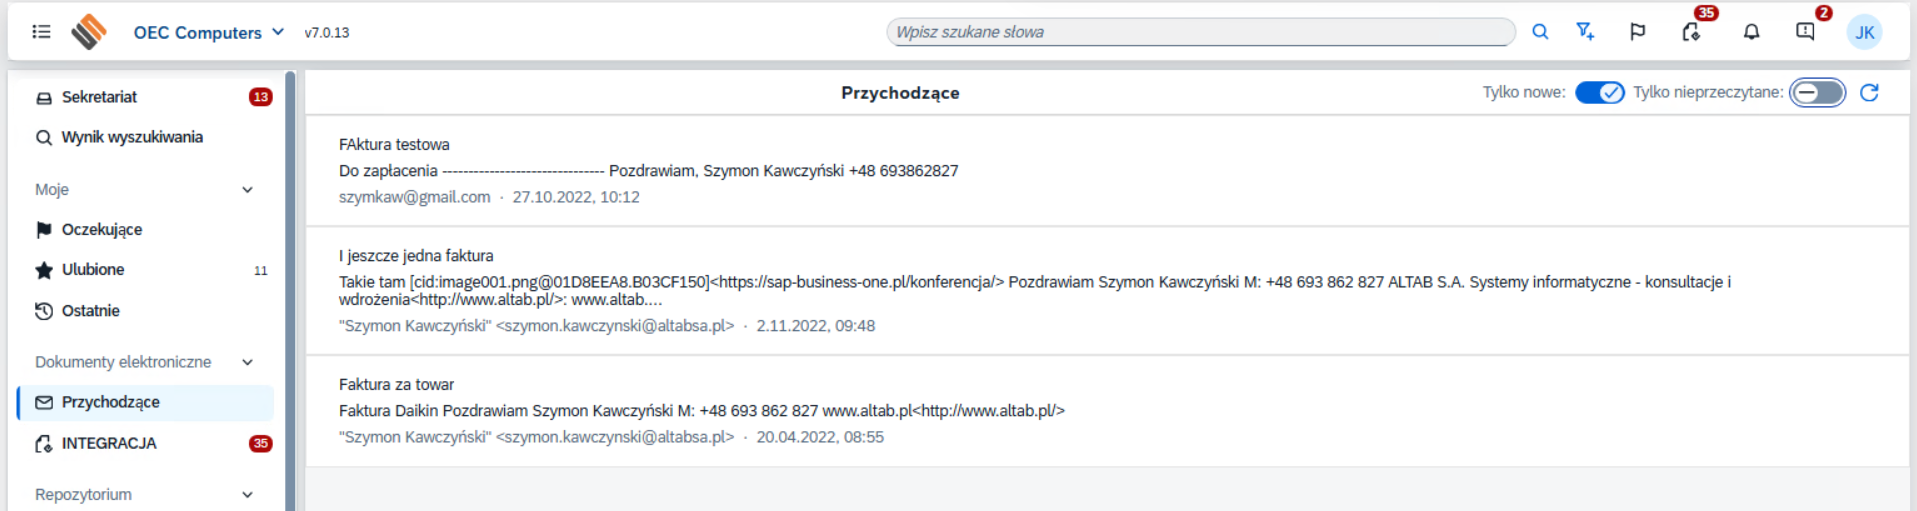 OEC Computers v7.0.13
Wpisz szukane słowa
35
2
JK
Sekretariat 13
Wynik wyszukiwania
Moje
Oczekujące
Ulubione 11
Ostatnie
Dokumenty elektroniczne
Przychodzące
INTEGRACJA 35
Repozytorium
Przychodzące
Tylko nowe: Tylko nieprzeczytane:
FAktura testowa
Do zapłacenia ------------------------------- Pozdrawiam, Szymon Kawczyński +48 693862827
szymkaw@gmail.com · 27.10.2022, 10:12
I jeszcze jedna faktura
Takie tam [cid:image001.png@01D8EEA8.B03CF150]<https://sap-business-one.pl/konferencja/> Pozdrawiam Szymon Kawczyński M: +48 693 862 827 ALTAB S.A. Systemy informatyczne - konsultacje i
wdrożenia<http://www.altab.pl/>: www.altab....
"Szymon Kawczyński" <szymon.kawczynski@altabsa.pl> · 2.11.2022, 09:48
Faktura za towar
Faktura Daikin Pozdrawiam Szymon Kawczyński M: +48 693 862 827 www.altab.pl<http://www.altab.pl/>
"Szymon Kawczyński" <szymon.kawczynski@altabsa.pl> · 20.04.2022, 08:55